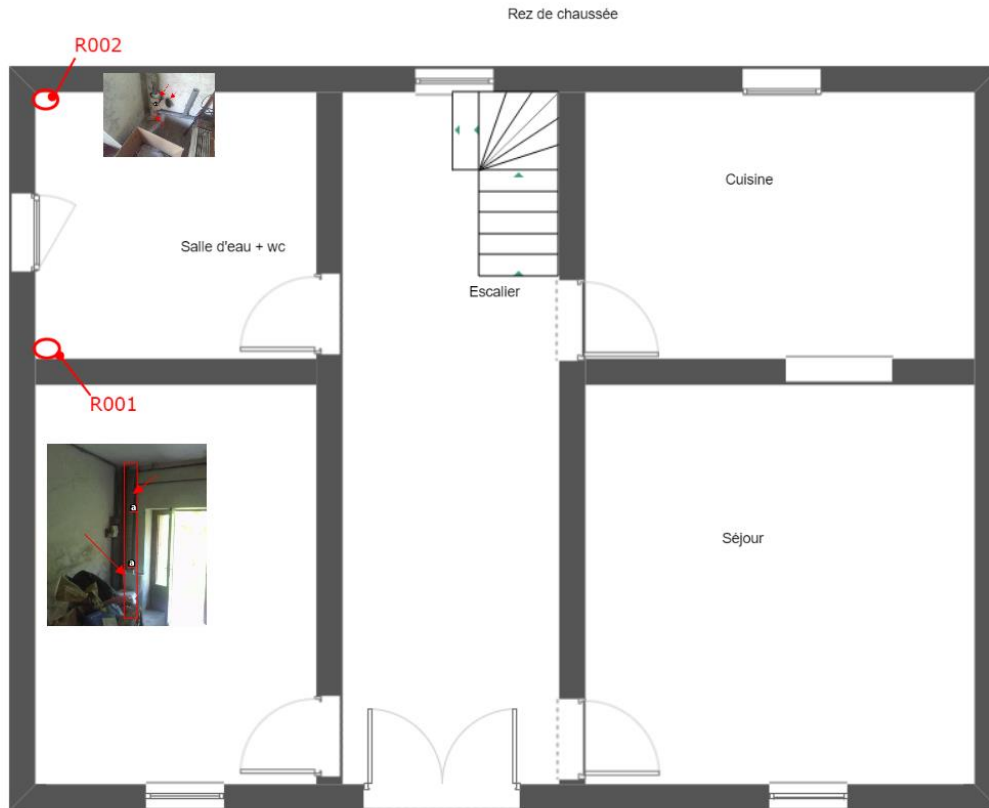 Rez de chaussée
R002
Cuisine
Salle d'eau + wc
Escalier
R001
a
a
Séjour